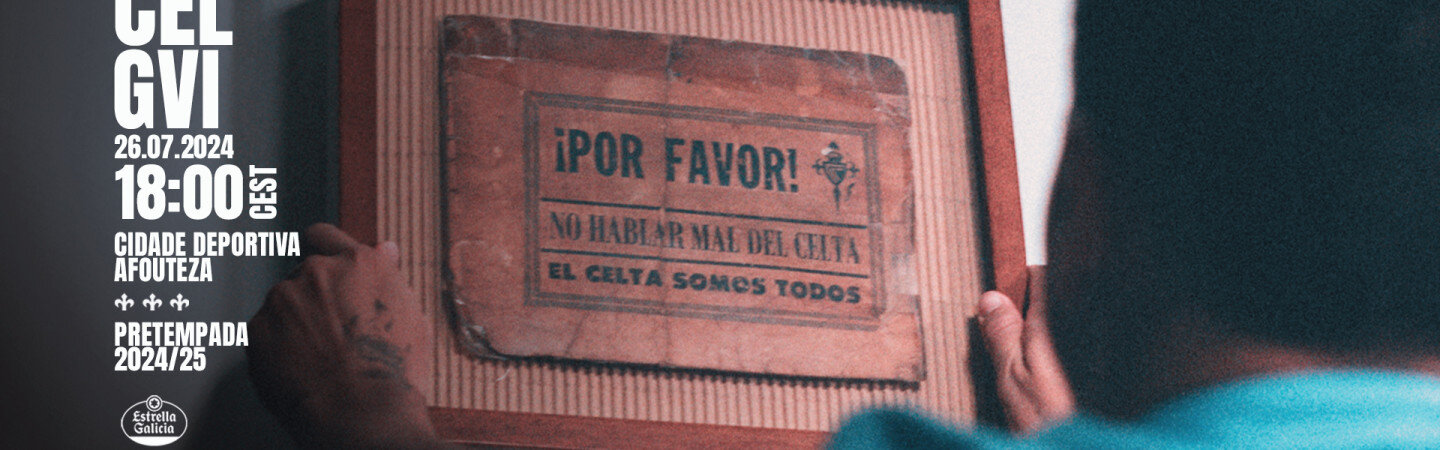 CEL
GVI
26.07.2024
18:00 CEST
CIDADE DEPORTIVA
AFOUTEZA
PRETEMPADA
2024/25
Estrella
Galicia
¡POR FAVOR!
NO HABLAR MAL DEL CELTA
EL CELTA SOMOS TODOS